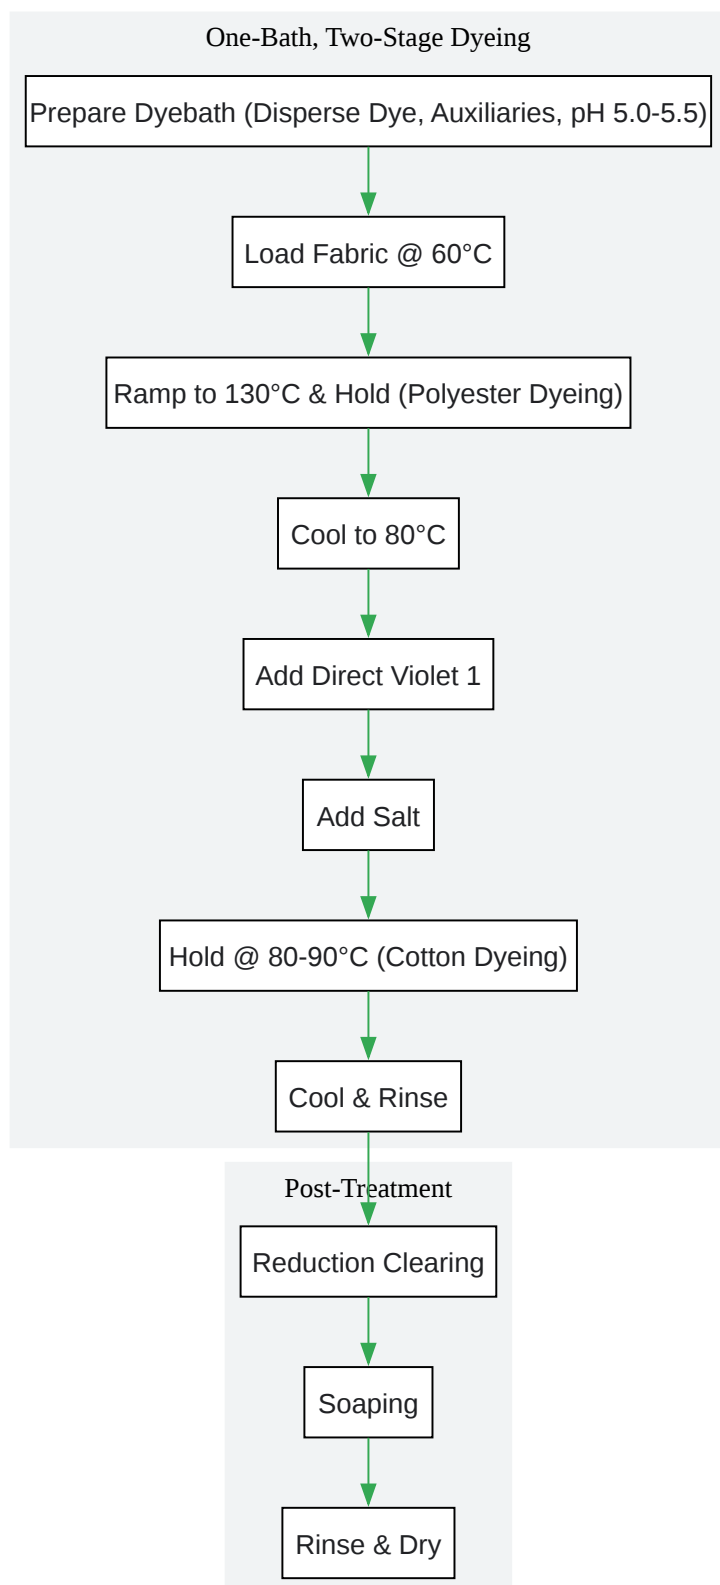 One-Bath, Two-Stage Dyeing
Prepare Dyebath (Disperse Dye, Auxiliaries, pH 5.0-5.5)
Load Fabric @ 60°C
Ramp to 130°C & Hold (Polyester Dyeing)
Cool to 80°C
Add Direct Violet 1
Add Salt
Hold @ 80-90°C (Cotton Dyeing)
Cool & Rinse
Post-Treatment
Reduction Clearing
Soaping
Rinse & Dry